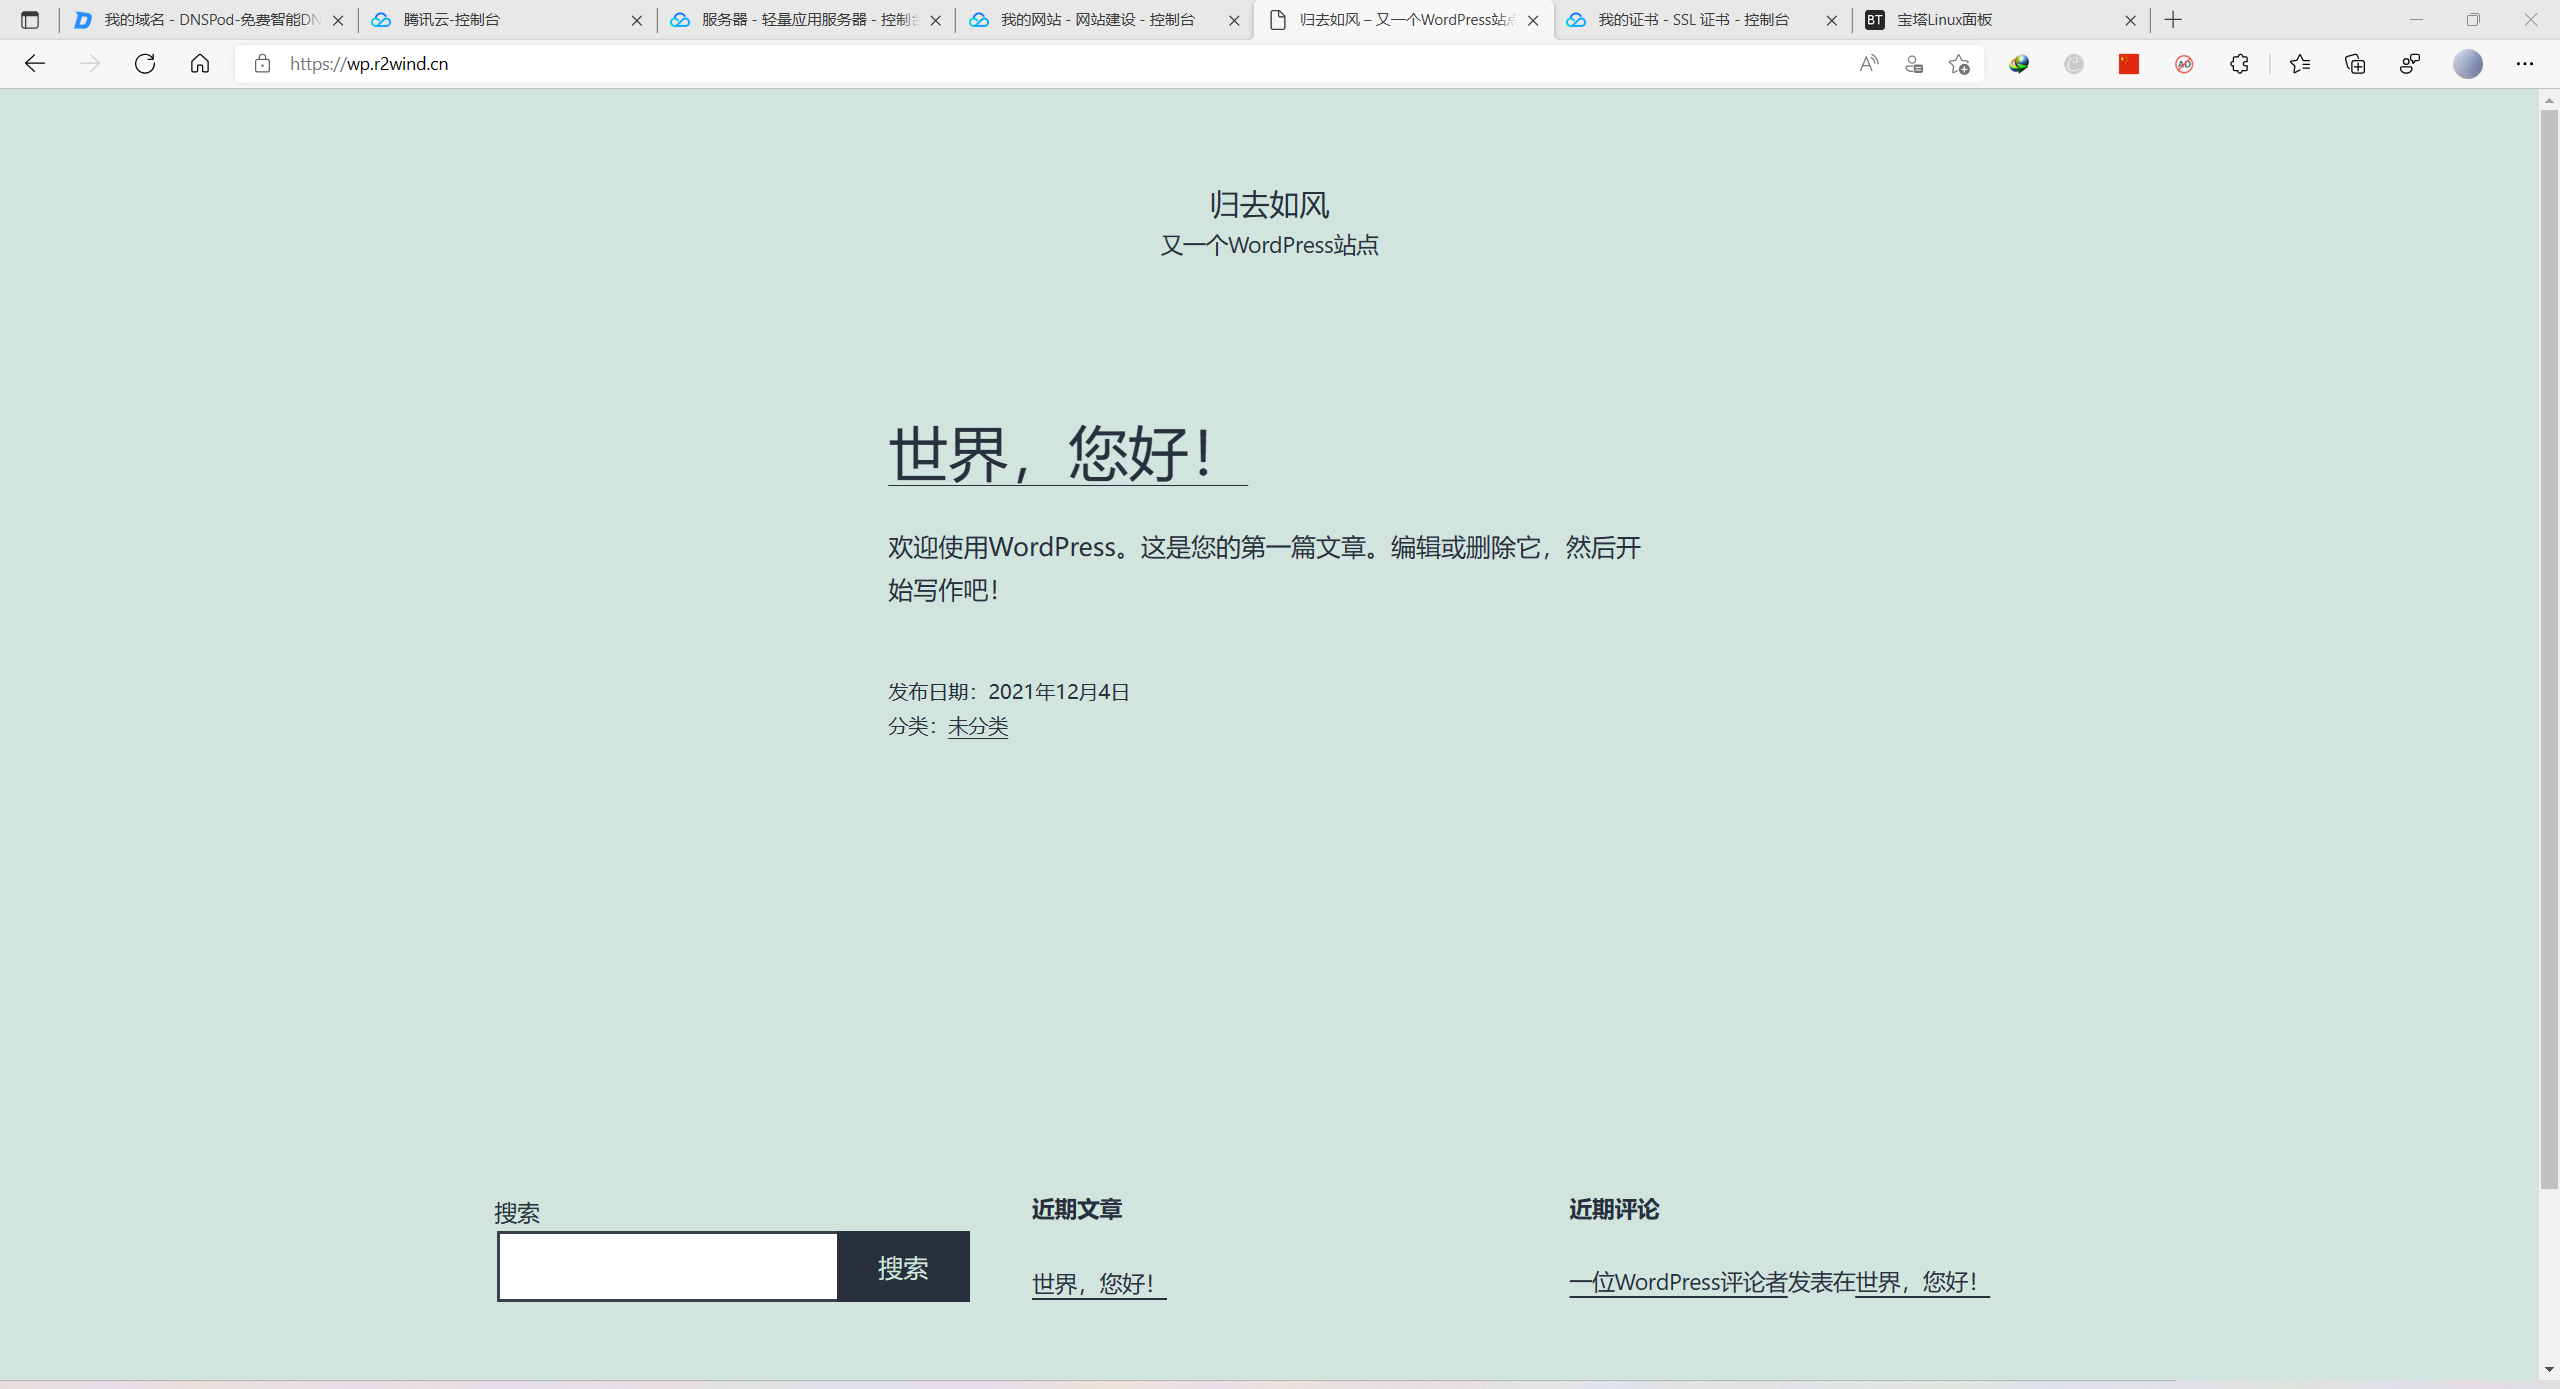 我的域名 - DNSPod-免费智能DN
腾讯云-控制台
服务器 - 轻量应用服务器 - 控制台
我的网站 - 网站建设 - 控制台
归去如风 – 又一个WordPress站点
我的证书 - SSL 证书 - 控制台
BT 宝塔Linux面板
https://wp.r2wind.cn
归去如风
又一个WordPress站点
世界，您好！
欢迎使用WordPress。这是您的第一篇文章。编辑或删除它，然后开
始写作吧！
发布日期：2021年12月4日
分类：未分类
搜索
搜索
近期文章
世界，您好！
近期评论
一位WordPress评论者发表在世界，您好！